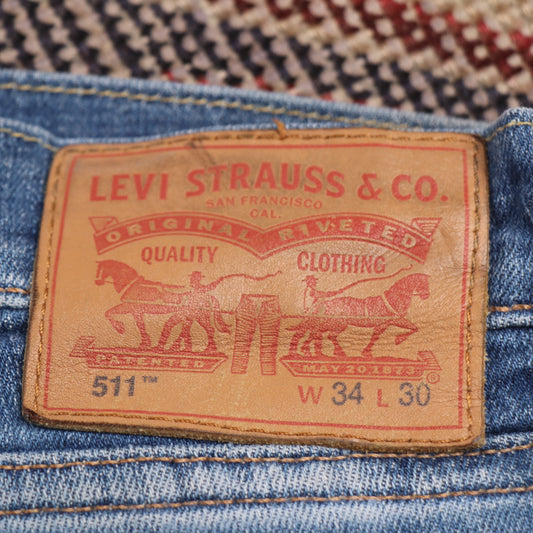 LEVI STRAUSS & CO.
SAN FRANCISCO
CAL.
ORIGINAL RIVETED
QUALITY CLOTHING
PATENTED MAY 20 1873 ®
511™ W 34 L 30